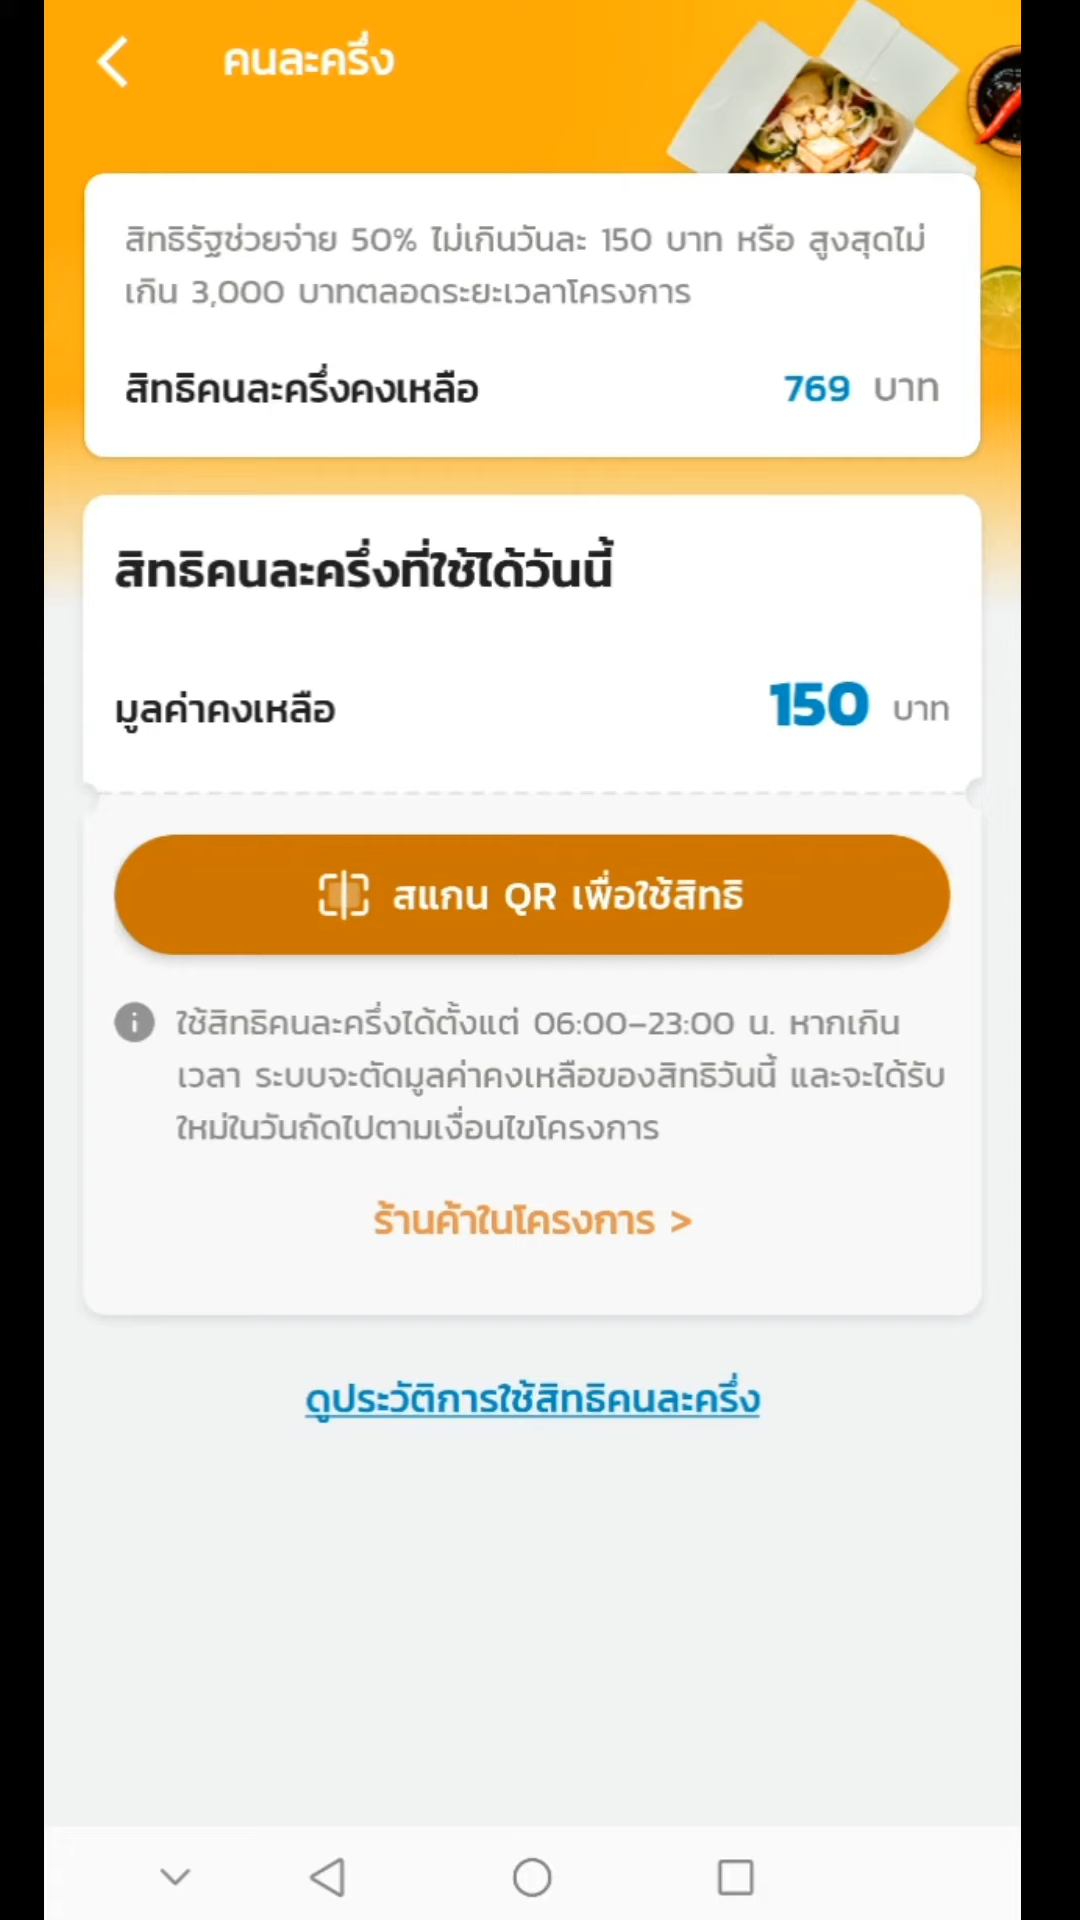 คนละครึ่ง
สิทธิรัฐช่วยจ่าย 50% ไม่เกินวันละ 150 บาท หรือ สูงสุดไม่
เกิน 3,000 บาทตลอดระยะเวลาโครงการ
สิทธิคนละครึ่งคงเหลือ 769 บาท
สิทธิคนละครึ่งที่ใช้ได้วันนี้
มูลค่าคงเหลือ 150 บาท
สแกน QR เพื่อใช้สิทธิ
ใช้สิทธิคนละครึ่งได้ตั้งแต่ 06:00–23:00 น. หากเกิน
เวลา ระบบจะตัดมูลค่าคงเหลือของสิทธิวันนี้ และจะได้รับ
ใหม่ในวันถัดไปตามเงื่อนไขโครงการ
ร้านค้าในโครงการ >
ดูประวัติการใช้สิทธิคนละครึ่ง